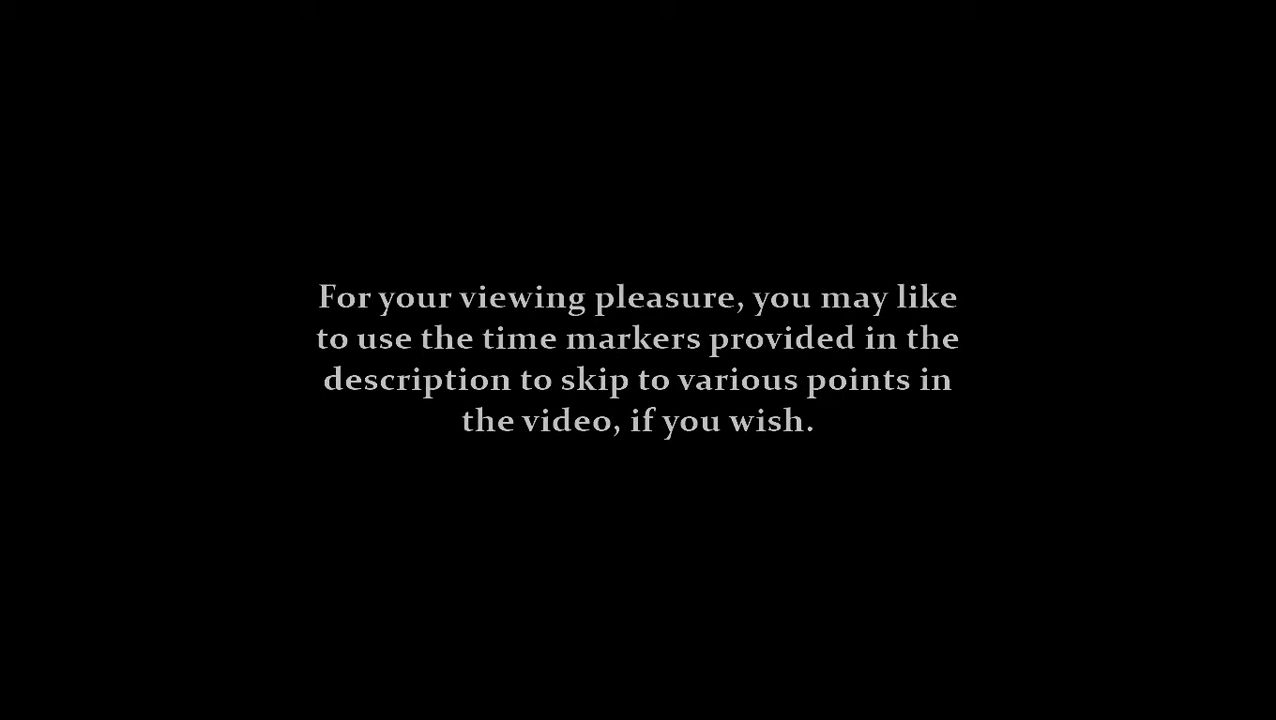 For your viewing pleasure, you may like
to use the time markers provided in the
description to skip to various points in
the video, if you wish.